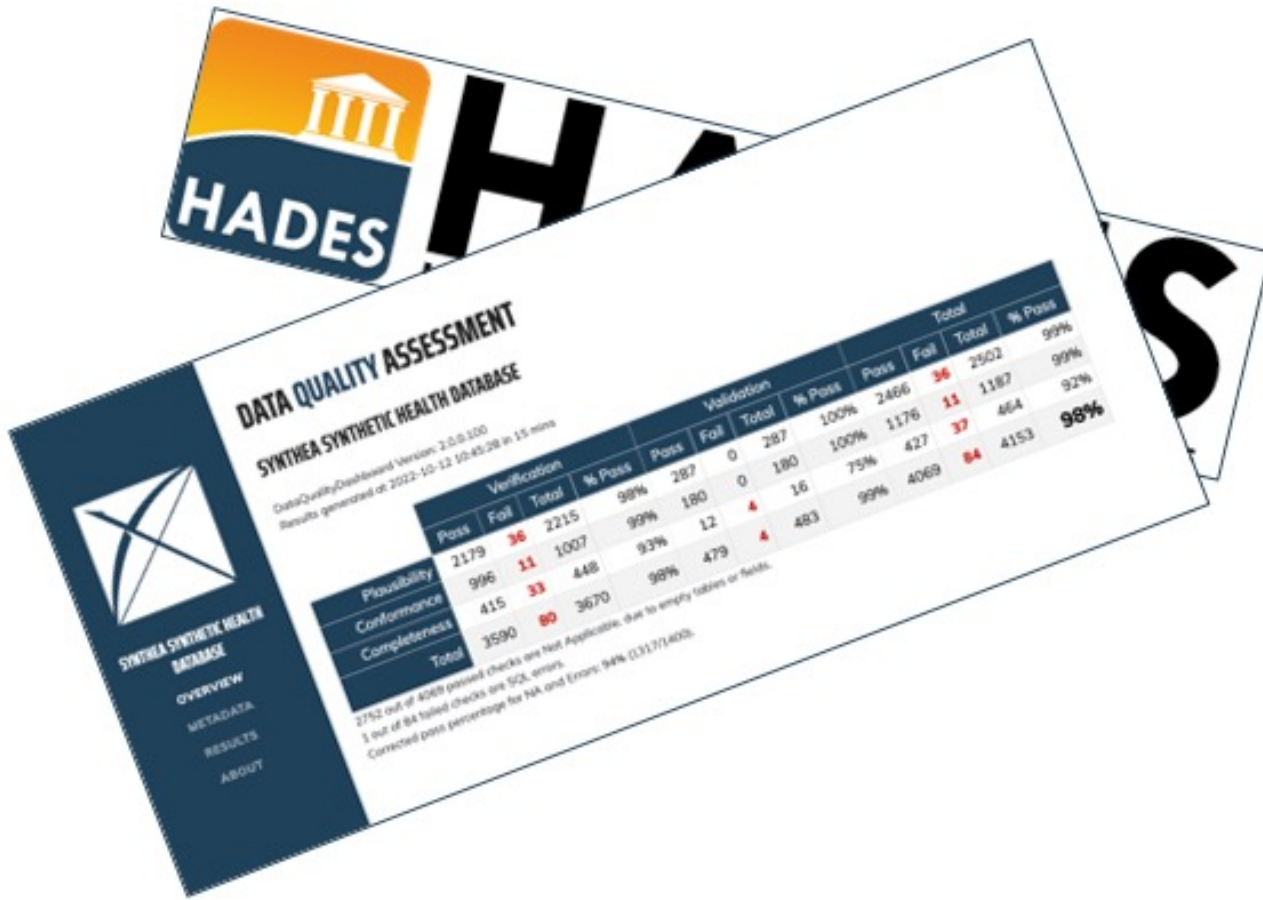 HADES
HA
S
DATA QUALITY ASSESSMENT
SYNTHEA SYNTHETIC HEALTH DATABASE
DataQualityDashboard Version: 2.0.0.100
Results generated at 2022-10-12 10:45:28 in 15 mins
Verification Validation Total
Pass Fail Total % Pass Pass Fail Total % Pass Pass Fail Total % Pass
Plausibility 2179 36 2215 98% 287 0 287 100% 2466 36 2502 99%
Conformance 996 11 1007 99% 180 0 180 100% 1176 11 1187 99%
Completeness 415 33 448 93% 12 4 16 75% 427 37 464 92%
Total 3590 80 3670 98% 479 4 483 99% 4069 84 4153 98%
2752 out of 4069 passed checks are Not Applicable, due to empty tables or fields.
1 out of 84 failed checks are SQL errors.
Corrected pass percentage for NA and Errors: 94% (1317/1400).
SYNTHEA SYNTHETIC HEALTH
DATABASE
OVERVIEW
METADATA
RESULTS
ABOUT